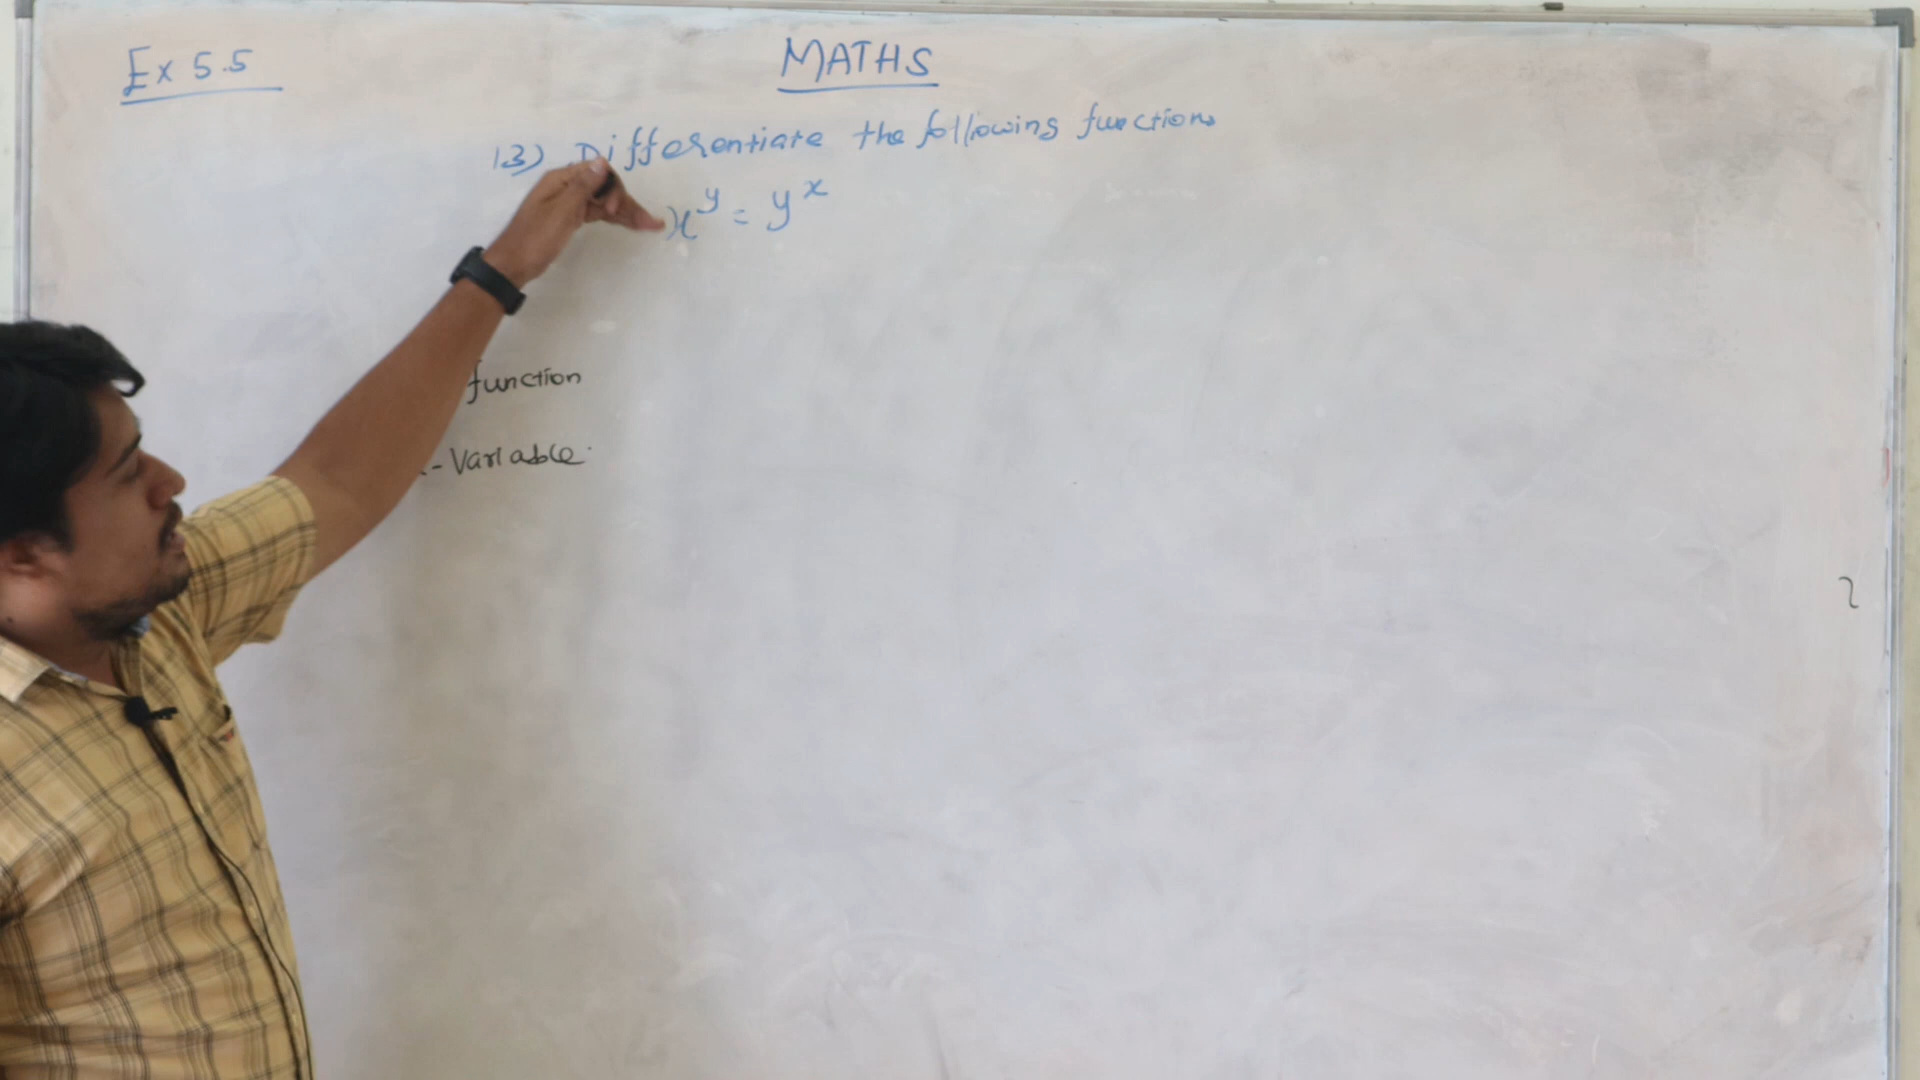 Ex 5.5
MATHS
13) Differentiate the following functions
x^y = y^x
function
- Variable.